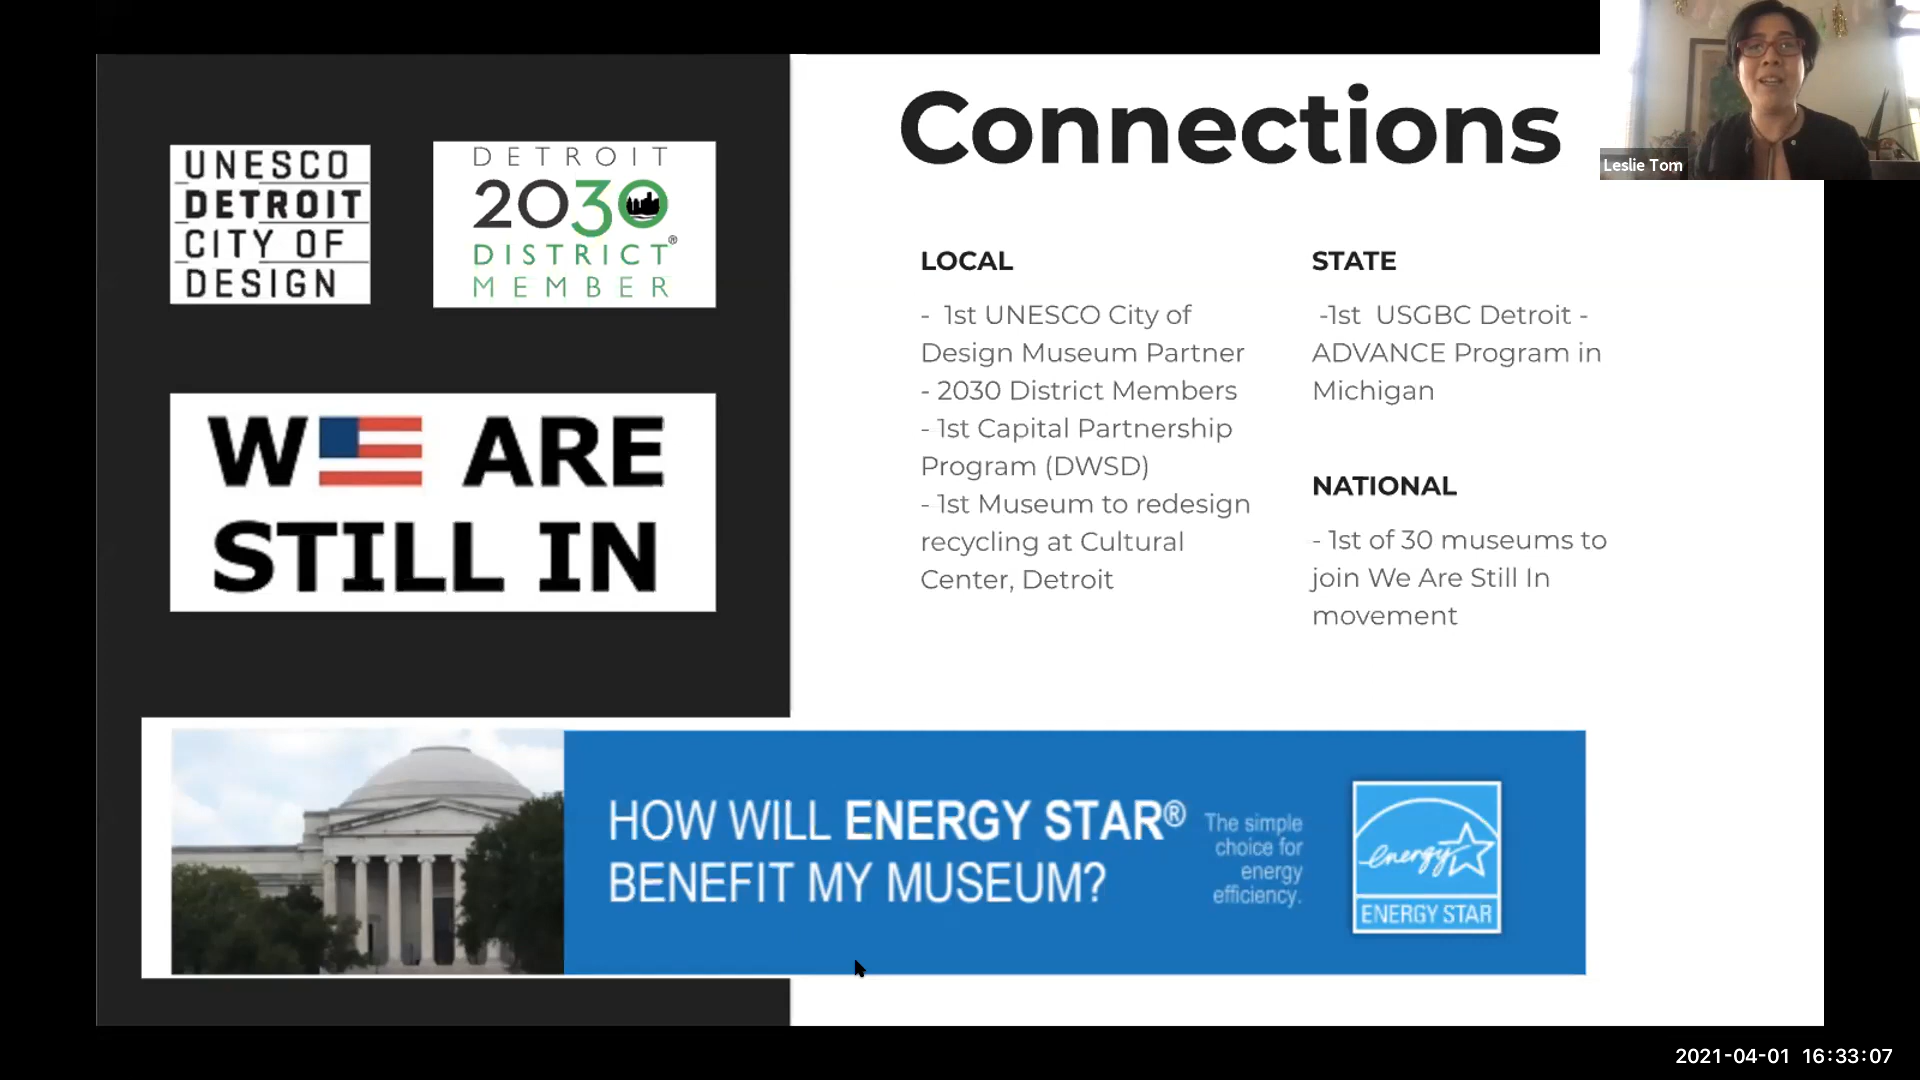 UNESCO
DETROIT
CITY OF
DESIGN
DETROIT
2030
DISTRICT®
MEMBER
W ARE
STILL IN
Connections
LOCAL
- 1st UNESCO City of
Design Museum Partner
- 2030 District Members
- 1st Capital Partnership
Program (DWSD)
- 1st Museum to redesign
recycling at Cultural
Center, Detroit
STATE
-1st USGBC Detroit -
ADVANCE Program in
Michigan
NATIONAL
- 1st of 30 museums to
join We Are Still In
movement
HOW WILL ENERGY STAR®
BENEFIT MY MUSEUM?
The simple
choice for
energy
efficiency.
energy
ENERGY STAR
Leslie Tom
2021-04-01 16:33:07